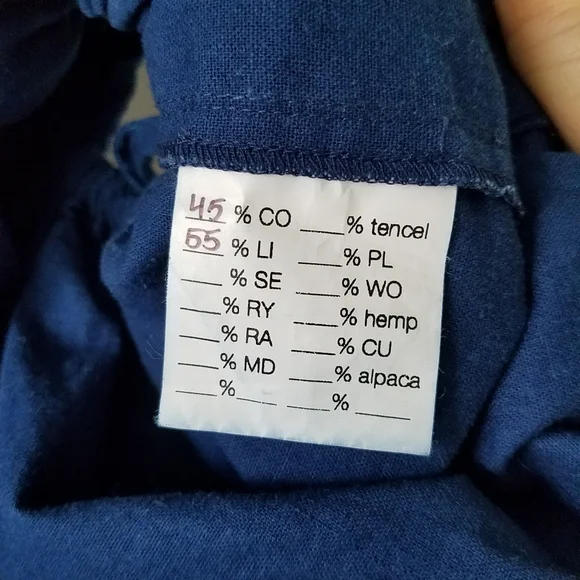 45 % CO ____% tencel
55 % LI ____% PL
____ % SE ____% WO
____% RY ____% hemp
____% RA ____% CU
____% MD ____% alpaca
____%____ ____% ____